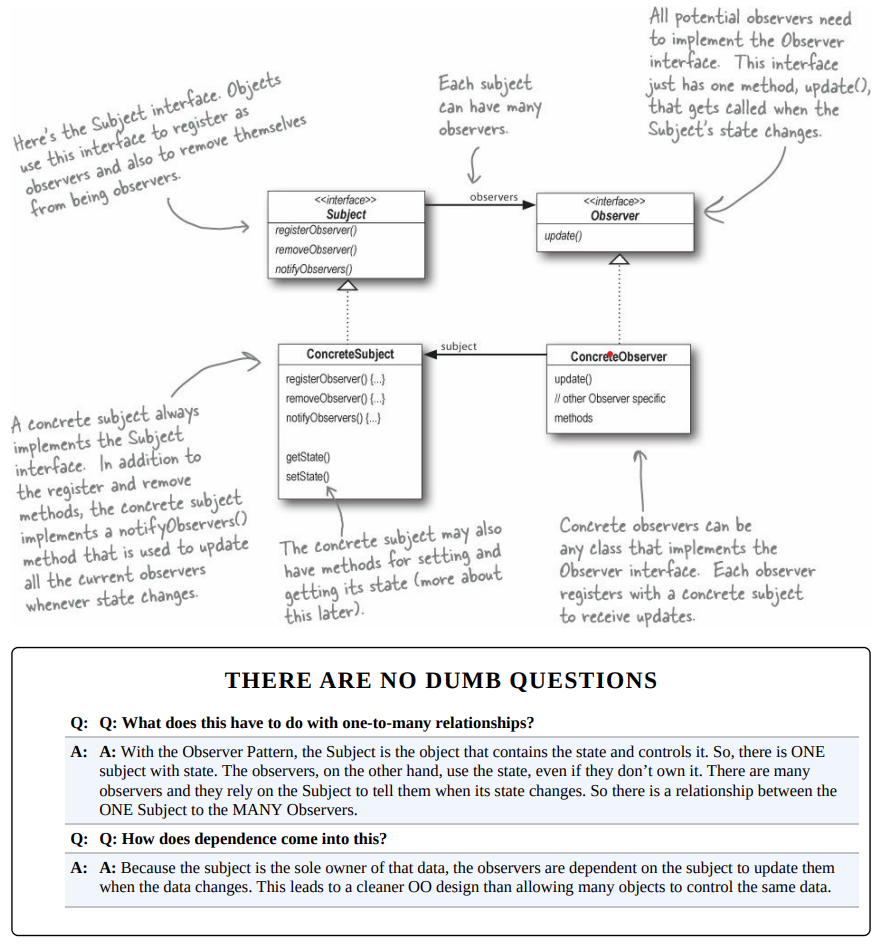 All potential observers need
to implement the Observer
interface. This interface
just has one method, update(),
that gets called when the
Subject's state changes.
Each subject
can have many
observers.
Here's the Subject interface. Objects
use this interface to register as
observers and also to remove themselves
from being observers.
<<interface>>
Subject
registerObserver()
removeObserver()
notifyObservers()
observers
<<interface>>
Observer
update()
ConcreteSubject
registerObserver() {...}
removeObserver() {...}
notifyObservers() {...}
getState()
setState()
subject
ConcreteObserver
update()
// other Observer specific
methods
A concrete subject always
implements the Subject
interface. In addition to
the register and remove
methods, the concrete subject
implements a notifyObservers()
method that is used to update
all the current observers
whenever state changes.
The concrete subject may also
have methods for setting and
getting its state (more about
this later).
Concrete observers can be
any class that implements the
Observer interface. Each observer
registers with a concrete subject
to receive updates.
THERE ARE NO DUMB QUESTIONS
Q: Q: What does this have to do with one-to-many relationships?
A: A: With the Observer Pattern, the Subject is the object that contains the state and controls it. So, there is ONE
subject with state. The observers, on the other hand, use the state, even if they don’t own it. There are many
observers and they rely on the Subject to tell them when its state changes. So there is a relationship between the
ONE Subject to the MANY Observers.
Q: Q: How does dependence come into this?
A: A: Because the subject is the sole owner of that data, the observers are dependent on the subject to update them
when the data changes. This leads to a cleaner OO design than allowing many objects to control the same data.